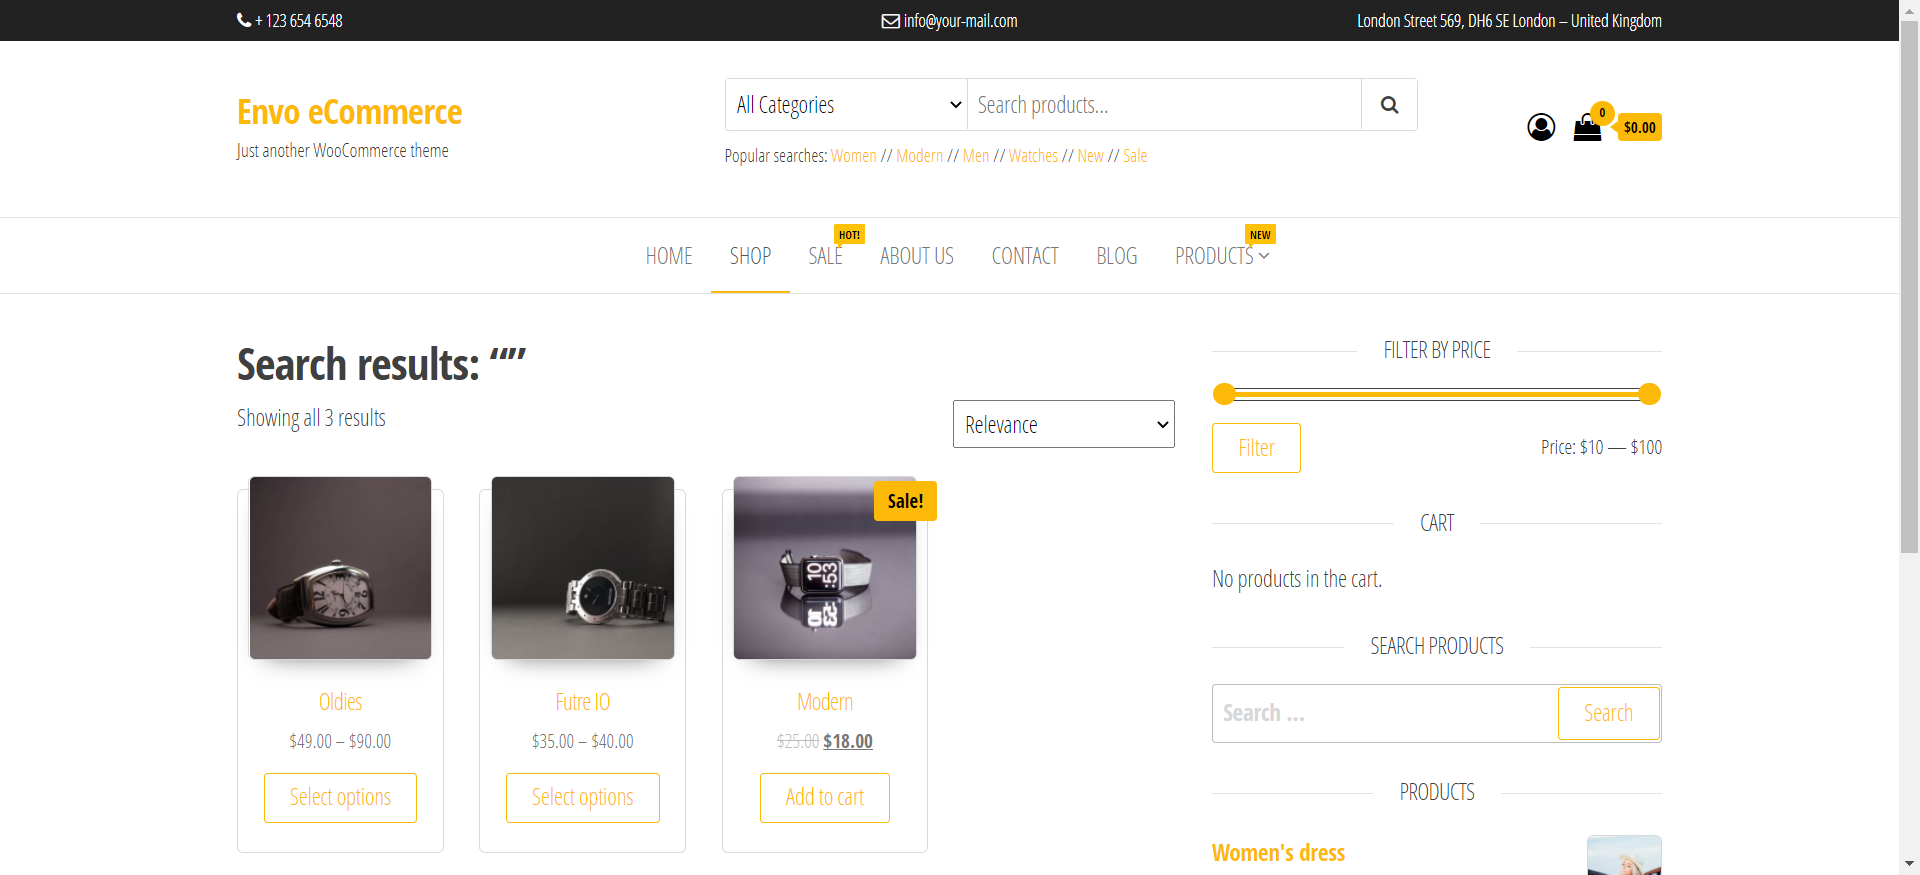 + 123 654 6548
info@your-mail.com
London Street 569, DH6 SE London – United Kingdom
Envo eCommerce
Just another WooCommerce theme
All Categories
Search products...
Popular searches: Women // Modern // Men // Watches // New // Sale
0
$0.00
HOME
SHOP
SALE
HOT!
ABOUT US
CONTACT
BLOG
PRODUCTS
NEW
Search results: “”
Showing all 3 results
Relevance
Oldies
$49.00 – $90.00
Select options
Futre IO
$35.00 – $40.00
Select options
Sale!
10
:53
Modern
$25.00 $18.00
Add to cart
FILTER BY PRICE
Filter
Price: $10 — $100
CART
No products in the cart.
SEARCH PRODUCTS
Search ...
Search
PRODUCTS
Women's dress